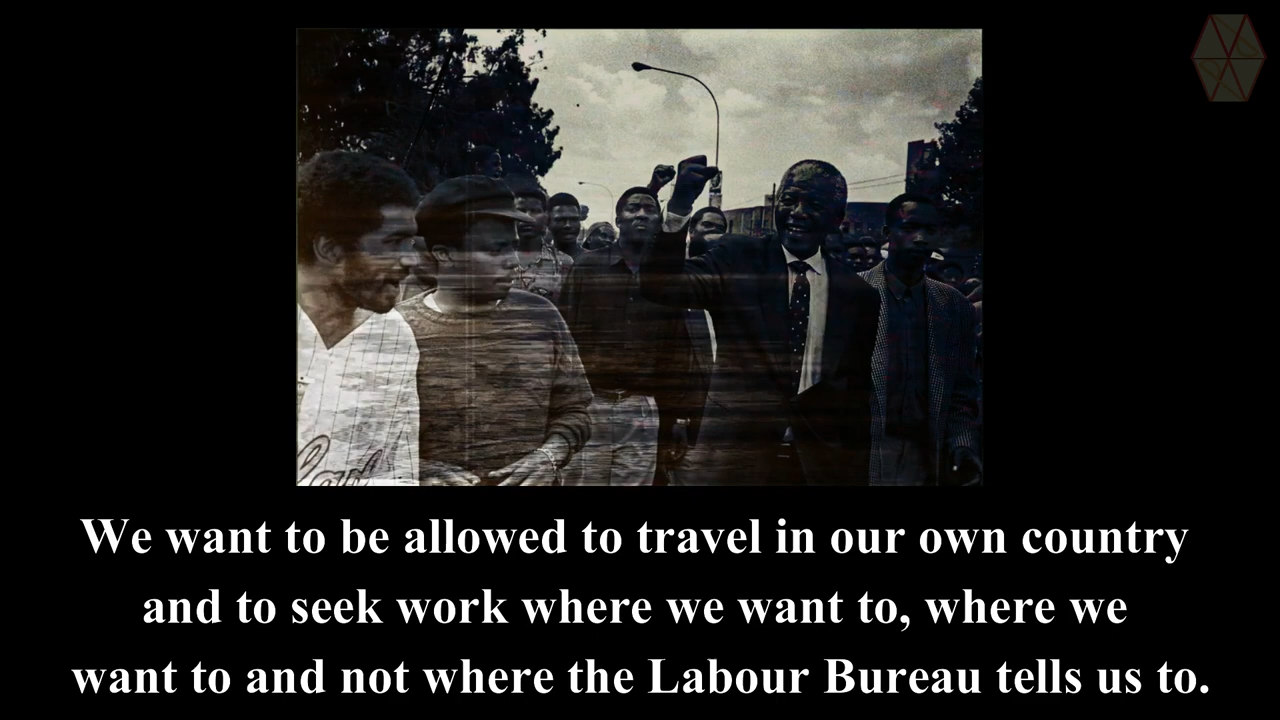 We want to be allowed to travel in our own country
and to seek work where we want to, where we
want to and not where the Labour Bureau tells us to.